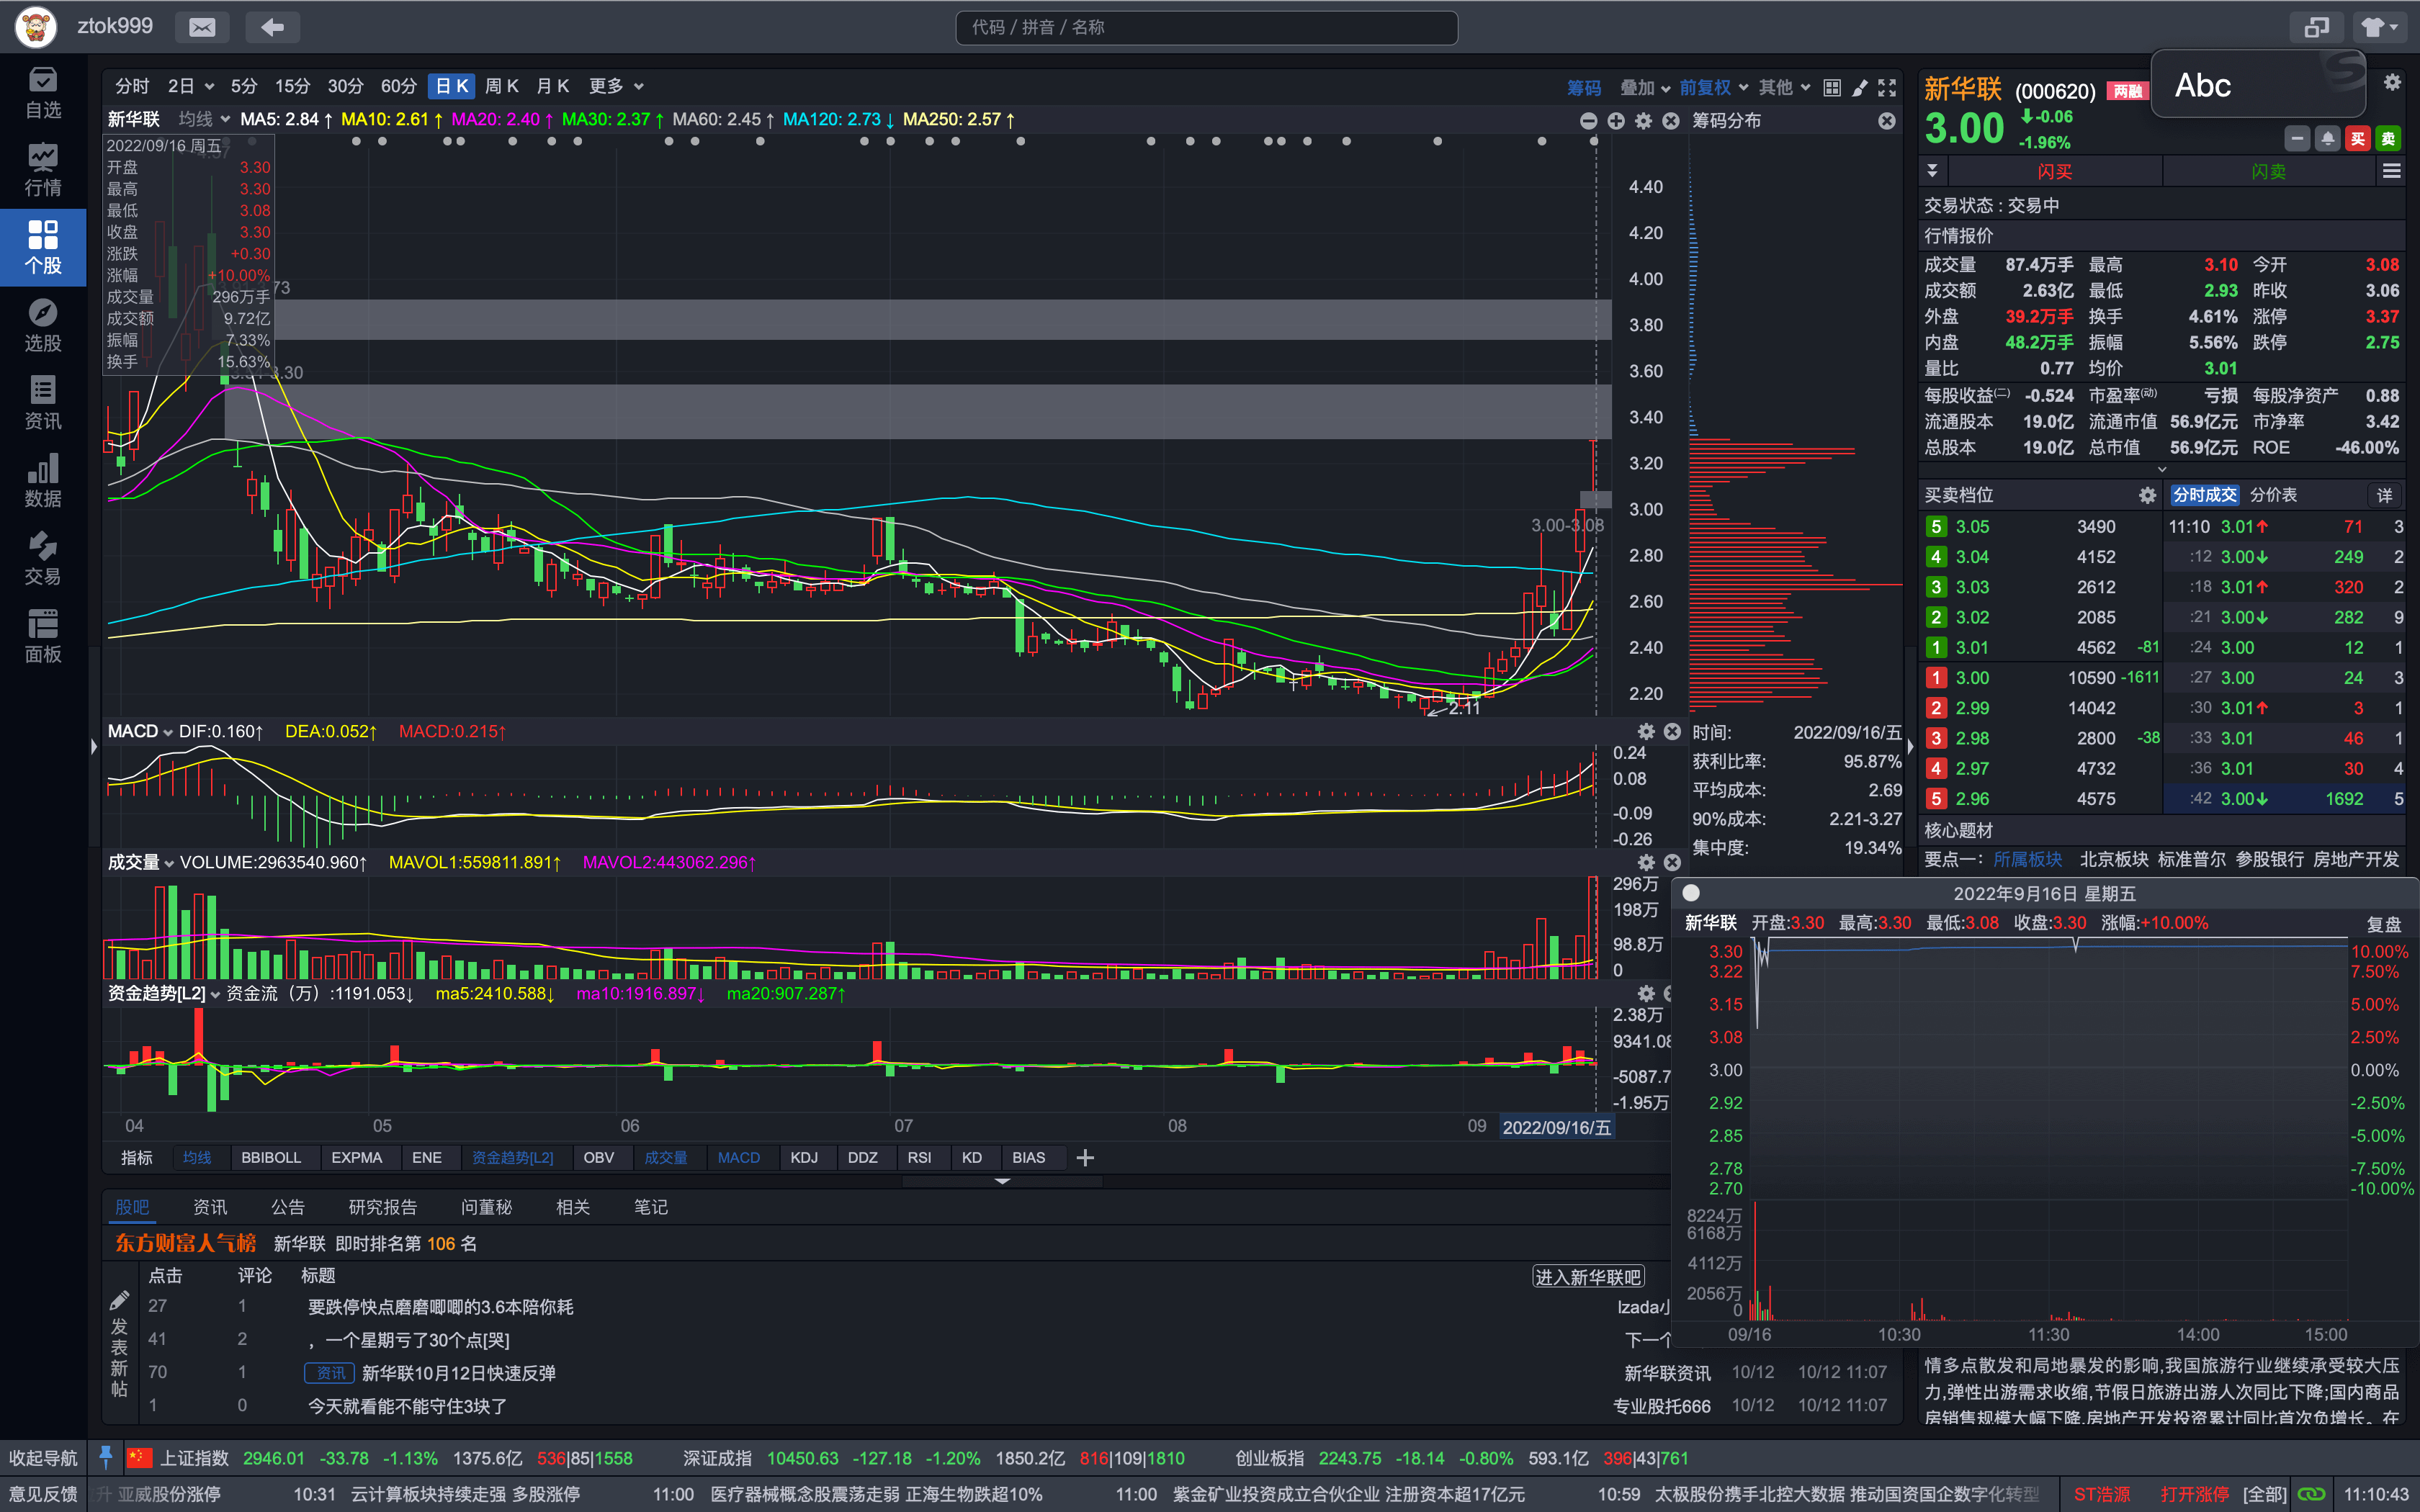 ztok999
代码 / 拼音 / 名称
Abc
自选
行情
个股
选股
资讯
数据
交易
面板
分时 2日 5分 15分 30分 60分 日K 周K 月K 更多
筹码 叠加 前复权 其他
新华联 均线 MA5: 2.84↑ MA10: 2.61↑ MA20: 2.40↑ MA30: 2.37↑ MA60: 2.45↑ MA120: 2.73↓ MA250: 2.57↑
筹码分布
2022/09/16 周五
开盘 3.30
最高 3.30
最低 3.08
收盘 3.30
涨跌 +0.30
涨幅 +10.00%
成交量 296万手
成交额 9.72亿
振幅 7.33%
换手 15.63%
4.40
4.20
4.00
3.80
3.60
3.40
3.20
3.00
2.80
2.60
2.40
2.20
3.00-3.08
2.11
MACD DIF:0.160↑ DEA:0.052↑ MACD:0.215↑
0.24
0.08
-0.09
-0.26
成交量 VOLUME:2963540.960↑ MAVOL1:559811.891↑ MAVOL2:443062.296↑
296万
198万
98.8万
0
资金趋势[L2] 资金流（万）:1191.053↓ ma5:2410.588↓ ma10:1916.897↓ ma20:907.287↑
2.38万
9341.08
-5087.7
-1.95万
04 05 06 07 08 09 2022/09/16/五
时间: 2022/09/16/五
获利比率: 95.87%
平均成本: 2.69
90%成本: 2.21-3.27
集中度: 19.34%
指标 均线 BBIBOLL EXPMA ENE 资金趋势[L2] OBV 成交量 MACD KDJ DDZ RSI KD BIAS
股吧 资讯 公告 研究报告 问董秘 相关 笔记
东方财富人气榜 新华联 即时排名第 106 名
点击 评论 标题
进入新华联吧
发表新帖
27 1 要跌停快点磨磨唧唧的3.6本陪你耗 lzada小
41 2 ，一个星期亏了30个点[哭] 下一个
70 1 资讯 新华联10月12日快速反弹 新华联资讯 10/12 10/12 11:07
1 0 今天就看能不能守住3块了 专业股托666 10/12 10/12 11:07
新华联 (000620) 两融
3.00 -0.06
-1.96%
买 卖
闪买 闪卖
交易状态 : 交易中
行情报价
成交量 87.4万手 最高 3.10 今开 3.08
成交额 2.63亿 最低 2.93 昨收 3.06
外盘 39.2万手 换手 4.61% 涨停 3.37
内盘 48.2万手 振幅 5.56% 跌停 2.75
量比 0.77 均价 3.01
每股收益(二) -0.524 市盈率(动) 亏损 每股净资产 0.88
流通股本 19.0亿 流通市值 56.9亿元 市净率 3.42
总股本 19.0亿 总市值 56.9亿元 ROE -46.00%
买卖档位 分时成交 分价表 详
5 3.05 3490
4 3.04 4152
3 3.03 2612
2 3.02 2085
1 3.01 4562 -81
1 3.00 10590 -1611
2 2.99 14042
3 2.98 2800 -38
4 2.97 4732
5 2.96 4575
11:10 3.01↑ 71 3
:12 3.00↓ 249 2
:18 3.01↑ 320 2
:21 3.00↓ 282 9
:24 3.00 12 1
:27 3.00 24 3
:30 3.01↑ 3 1
:33 3.01 46 1
:36 3.01 30 4
:42 3.00↓ 1692 5
核心题材
要点一: 所属板块 北京板块 标准普尔 参股银行 房地产开发
2022年9月16日 星期五
新华联 开盘:3.30 最高:3.30 最低:3.08 收盘:3.30 涨幅:+10.00% 复盘
3.30 10.00%
3.22 7.50%
3.15 5.00%
3.08 2.50%
3.00 0.00%
2.92 -2.50%
2.85 -5.00%
2.78 -7.50%
2.70 -10.00%
8224万
6168万
4112万
2056万
0
09/16 10:30 11:30 14:00 15:00
情多点散发和局地暴发的影响,我国旅游行业继续承受较大压
力,弹性出游需求收缩,节假日旅游出游人次同比下降;国内商品
房销售规模大幅下降,房地产开发投资累计同比首次负增长。在
收起导航 上证指数 2946.01 -33.78 -1.13% 1375.6亿 536|85|1558 深证成指 10450.63 -127.18 -1.20% 1850.2亿 816|109|1810 创业板指 2243.75 -18.14 -0.80% 593.1亿 396|43|761
意见反馈 升 亚威股份涨停 10:31 云计算板块持续走强 多股涨停 11:00 医疗器械概念股震荡走弱 正海生物跌超10% 11:00 紫金矿业投资成立合伙企业 注册资本超17亿元 10:59 太极股份携手北控大数据 推动国资国企数字化转型 ST浩源 打开涨停 [全部] 11:10:43